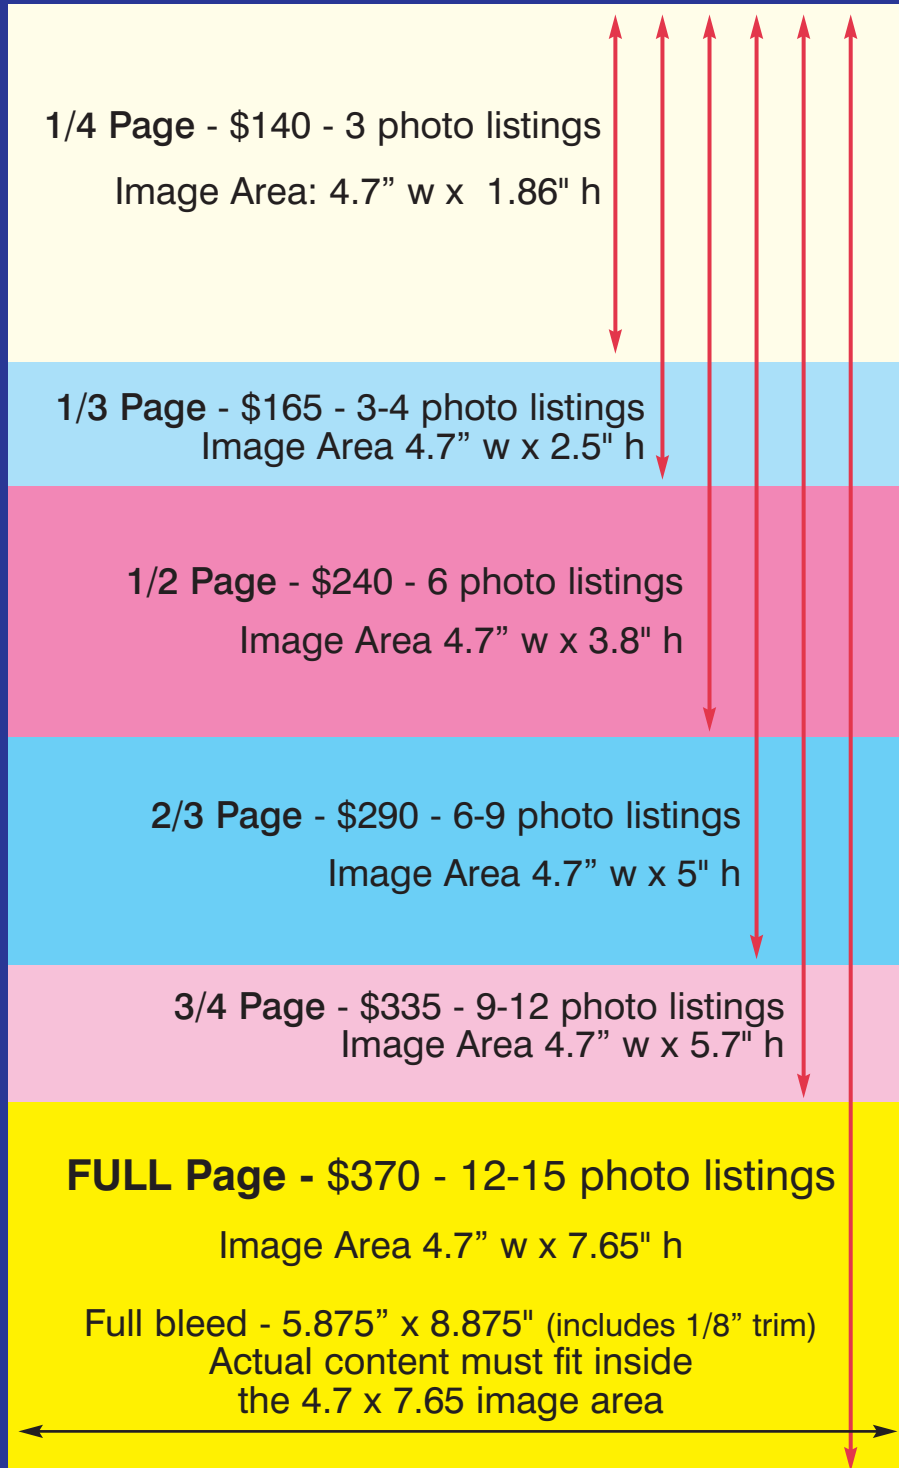 1/4 Page - $140 - 3 photo listings
Image Area: 4.7” w x  1.86" h
1/3 Page - $165 - 3-4 photo listings
Image Area 4.7” w x 2.5" h
1/2 Page - $240 - 6 photo listings
Image Area 4.7” w x 3.8" h
2/3 Page - $290 - 6-9 photo listings
Image Area 4.7” w x 5" h
3/4 Page - $335 - 9-12 photo listings
Image Area 4.7” w x 5.7" h
FULL Page - $370 - 12-15 photo listings
Image Area 4.7” w x 7.65" h
Full bleed - 5.875” x 8.875" (includes 1/8” trim)
Actual content must fit inside
the 4.7 x 7.65 image area